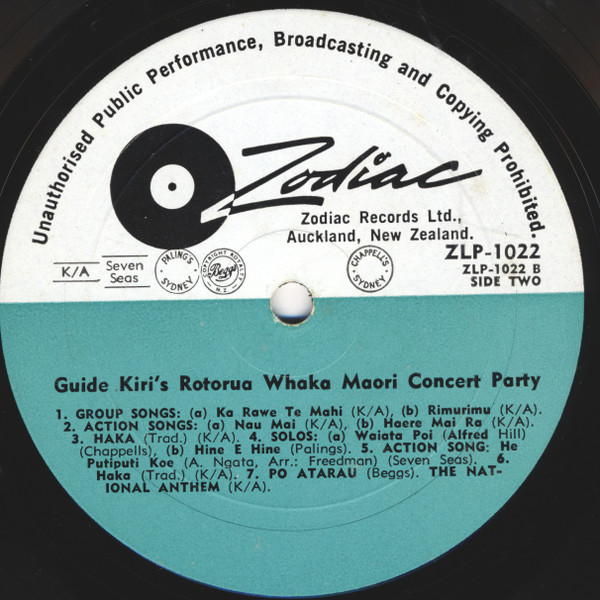 Unauthorised Public Performance, Broadcasting and Copying Prohibited.
Zodiac
Zodiac Records Ltd.,
Auckland, New Zealand.
ZLP-1022
ZLP-1022 B
SIDE TWO
K/A
Seven
Seas
PALING'S
SYDNEY
COPYRIGHT ROYALTY
Beggs
N.Z.
CHAPPELL'S
SYDNEY
Guide Kiri's Rotorua Whaka Maori Concert Party
1. GROUP SONGS: (a) Ka Rawe Te Mahi (K/A), (b) Rimurimu (K/A).
2. ACTION SONGS: (a) Nau Mai (K/A), (b) Haere Mai Ra (K/A).
3. HAKA (Trad.) (K/A). 4. SOLOS: (a) Waiata Poi (Alfred Hill)
(Chappells), (b) Hine E Hine (Palings). 5. ACTION SONG: He
Putiputi Koe (A. Ngata, Arr.: Freedman) (Seven Seas). 6.
Haka (Trad.) (K/A). 7. PO ATARAU (Beggs). THE NAT-
IONAL ANTHEM (K/A).